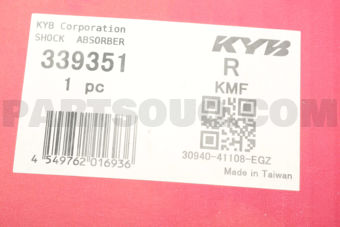 KYB Corporation
SHOCK ABSORBER
339351
1 pc
KYB
R
KMF
30940-41108-EGZ
Made in Taiwan
4 549762 016936
PARTSOUQ.COM